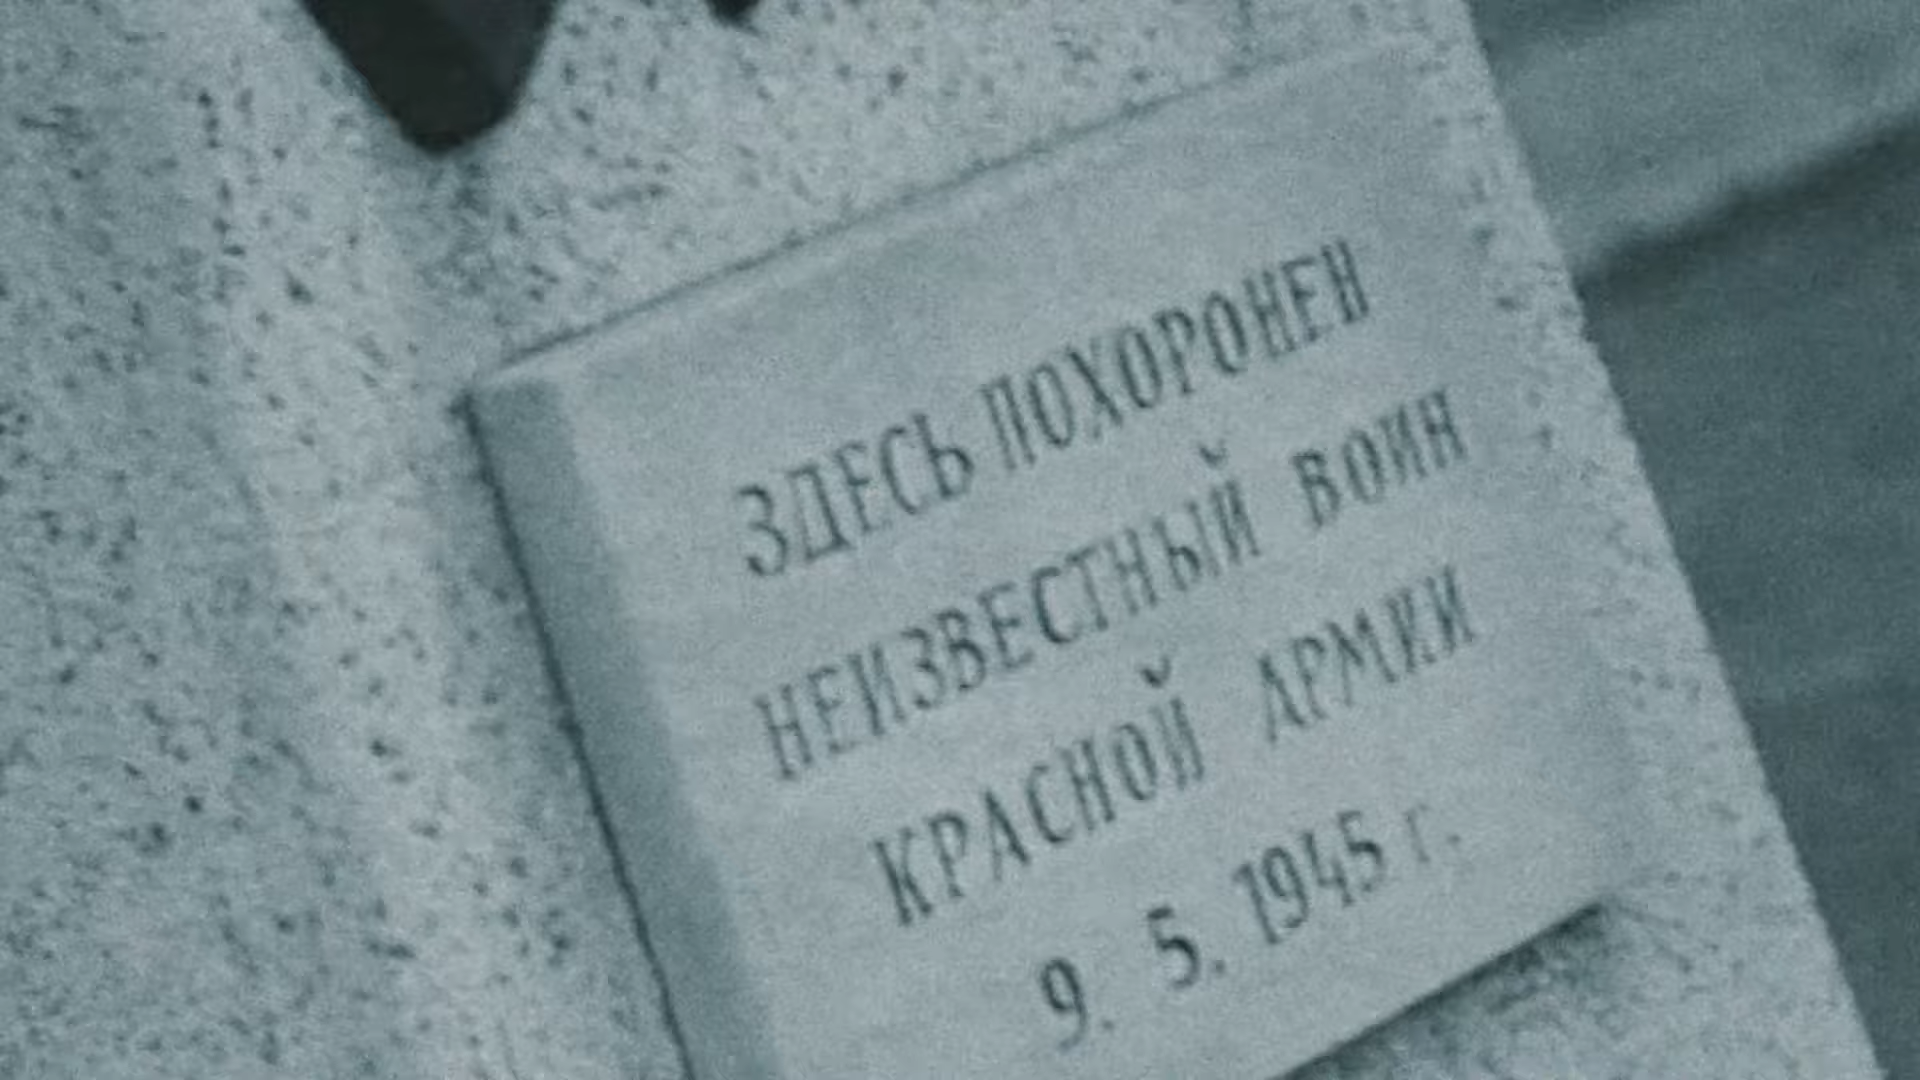 ЗДЕСЬ ПОХОРОНЕН
НЕИЗВЕСТНЫЙ ВОИН
КРАСНОЙ АРМИИ
9. 5. 1945 г.